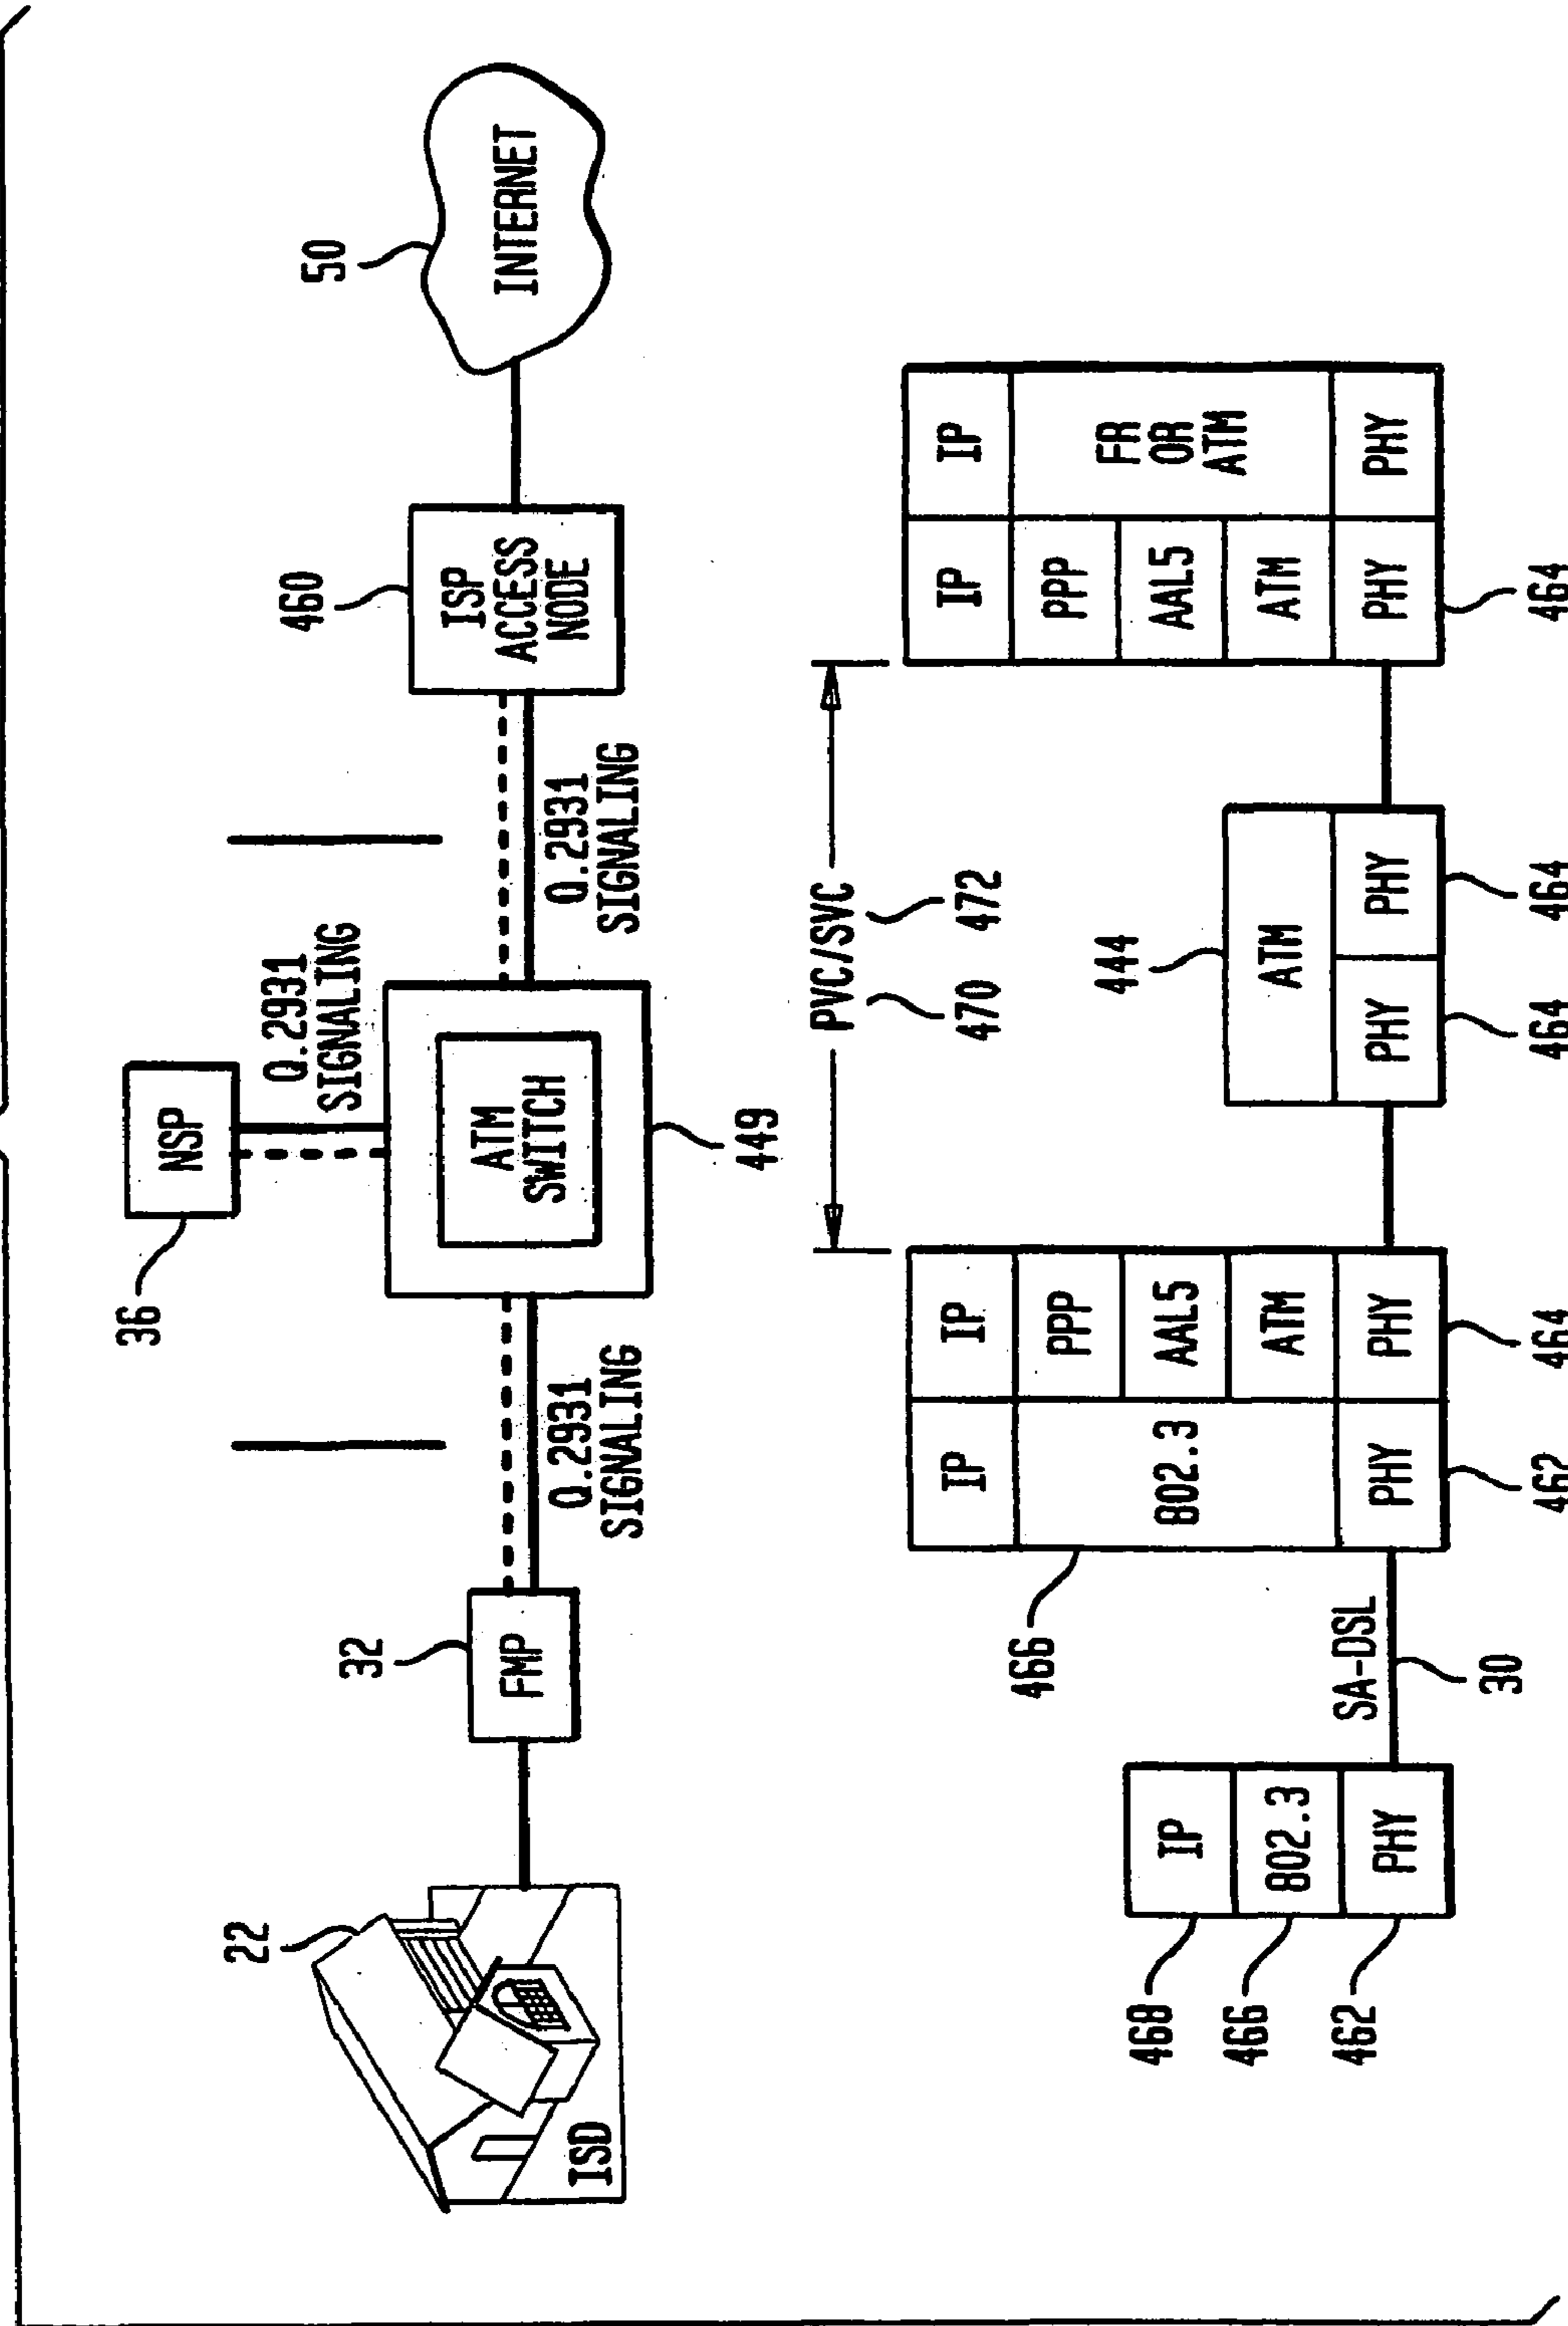 22
ISD
32
FMP
Q.2931
SIGNALING
36
NSP
Q.2931
SIGNALING
ATM
SWITCH
449
Q.2931
SIGNALING
460
ISP
ACCESS
NODE
50
INTERNET
PVC/SVC
470
472
468
466
462
IP
802.3
PHY
SA-DSL
30
466
IP
802.3
PHY
462
IP
PPP
AAL5
ATM
PHY
464
444
ATM
PHY
PHY
464
464
IP
PPP
AAL5
ATM
PHY
464
IP
FR
OR
ATM
PHY